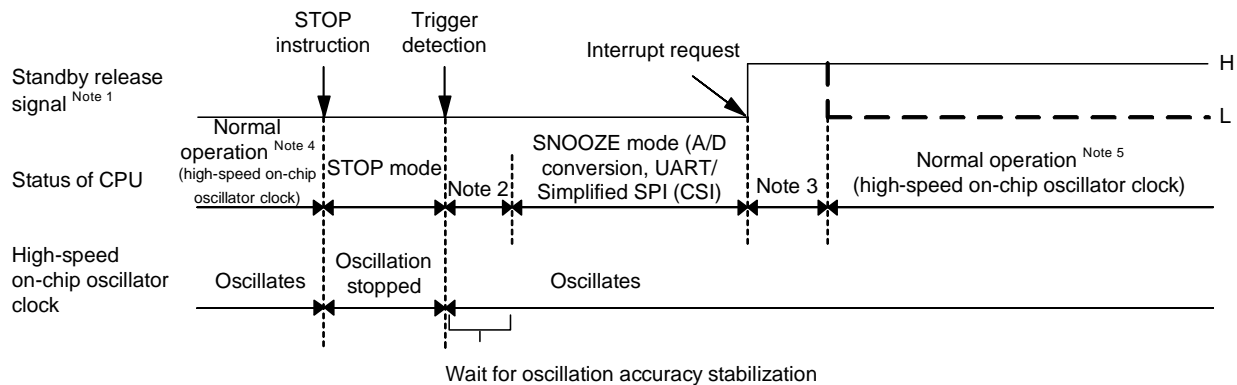 STOP
instruction
Trigger
detection
Interrupt request
Standby release
signal Note 1
H
L
Status of CPU
Normal
operation Note 4
(high-speed on-chip
oscillator clock)
STOP mode
Note 2
SNOOZE mode (A/D
conversion, UART/
Simplified SPI (CSI)
Note 3
Normal operation Note 5
(high-speed on-chip oscillator clock)
High-speed
on-chip oscillator
clock
Oscillates
Oscillation
stopped
Oscillates
Wait for oscillation accuracy stabilization